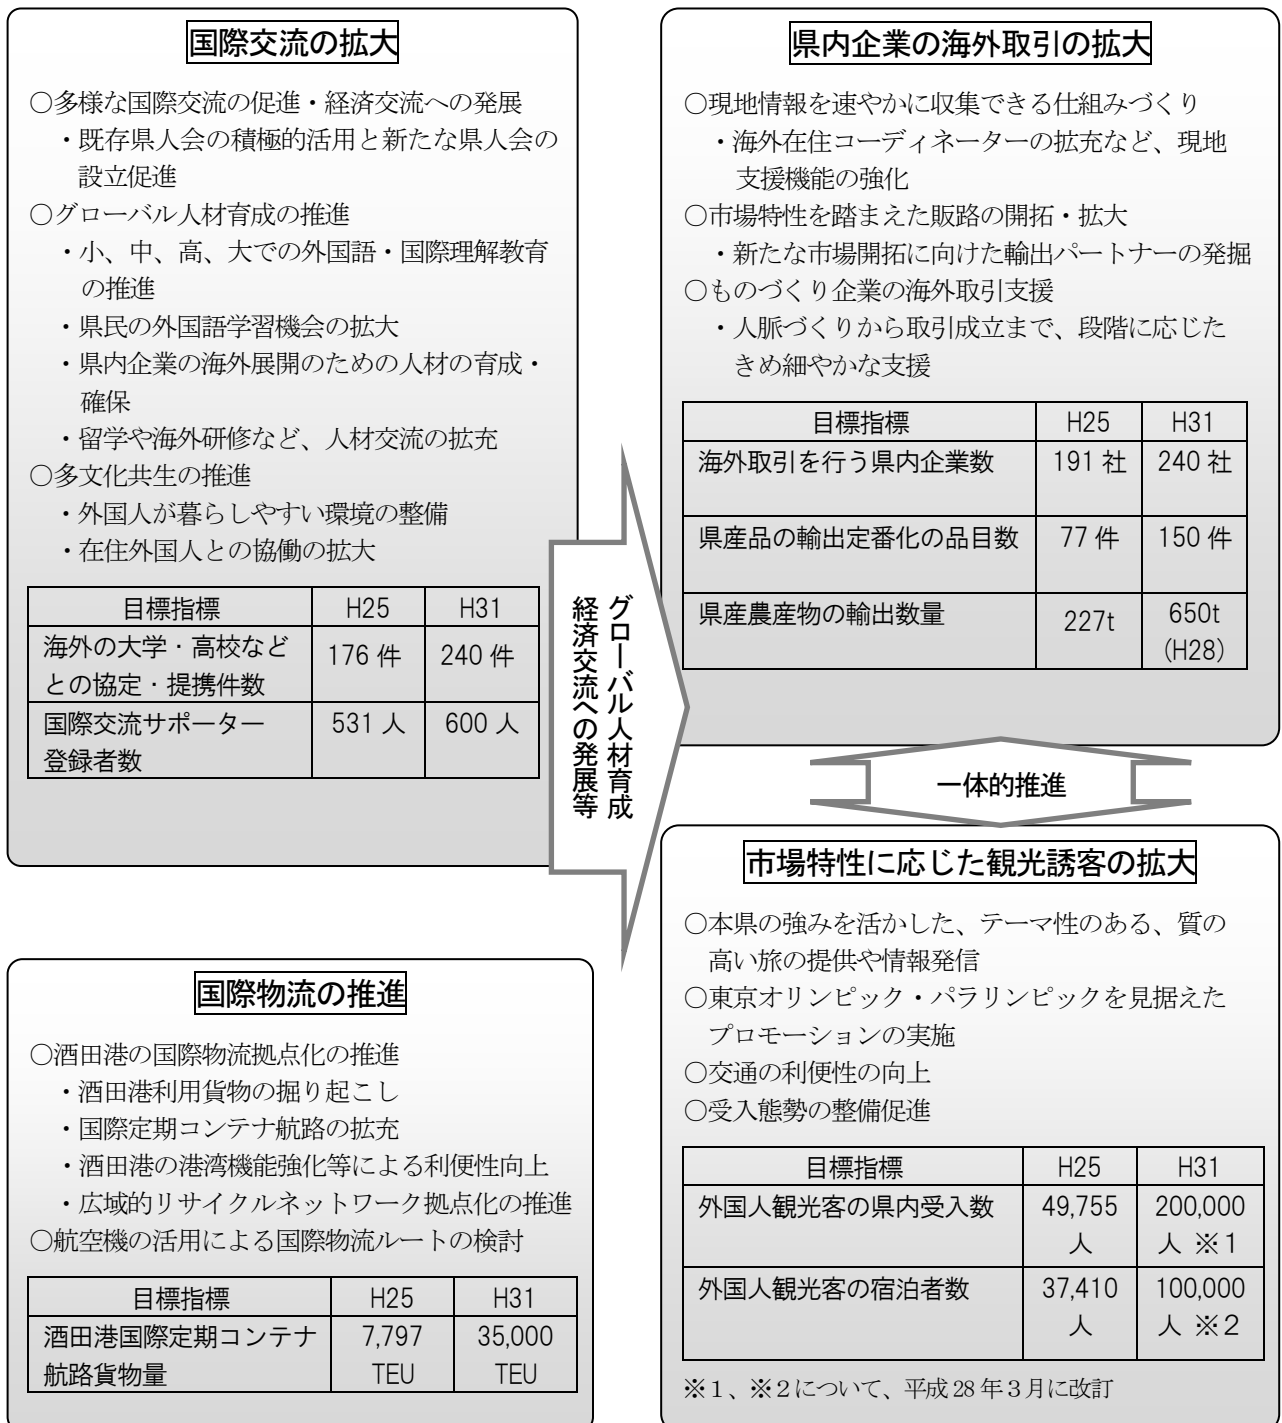 国際交流の拡大
○多様な国際交流の促進・経済交流への発展
・既存県人会の積極的活用と新たな県人会の
設立促進
○グローバル人材育成の推進
・小、中、高、大での外国語・国際理解教育
の推進
・県民の外国語学習機会の拡大
・県内企業の海外展開のための人材の育成・
確保
・留学や海外研修など、人材交流の拡充
○多文化共生の推進
・外国人が暮らしやすい環境の整備
・在住外国人との協働の拡大
目標指標 H25 H31
海外の大学・高校など
との協定・提携件数 176 件 240 件
国際交流サポーター
登録者数 531 人 600 人
グローバル人材育成
経済交流への発展等
県内企業の海外取引の拡大
○現地情報を速やかに収集できる仕組みづくり
・海外在住コーディネーターの拡充など、現地
支援機能の強化
○市場特性を踏まえた販路の開拓・拡大
・新たな市場開拓に向けた輸出パートナーの発掘
○ものづくり企業の海外取引支援
・人脈づくりから取引成立まで、段階に応じた
きめ細やかな支援
目標指標 H25 H31
海外取引を行う県内企業数 191 社 240 社
県産品の輸出定番化の品目数 77 件 150 件
県産農産物の輸出数量 227t 650t
(H28)
一体的推進
国際物流の推進
○酒田港の国際物流拠点化の推進
・酒田港利用貨物の掘り起こし
・国際定期コンテナ航路の拡充
・酒田港の港湾機能強化等による利便性向上
・広域的リサイクルネットワーク拠点化の推進
○航空機の活用による国際物流ルートの検討
目標指標 H25 H31
酒田港国際定期コンテナ 7,797 35,000
航路貨物量 TEU TEU
市場特性に応じた観光誘客の拡大
○本県の強みを活かした、テーマ性のある、質の
高い旅の提供や情報発信
○東京オリンピック・パラリンピックを見据えた
プロモーションの実施
○交通の利便性の向上
○受入態勢の整備促進
目標指標 H25 H31
外国人観光客の県内受入数 49,755 200,000
人 人 ※1
外国人観光客の宿泊者数 37,410 100,000
人 人 ※2
※1、※2について、平成 28 年3月に改訂